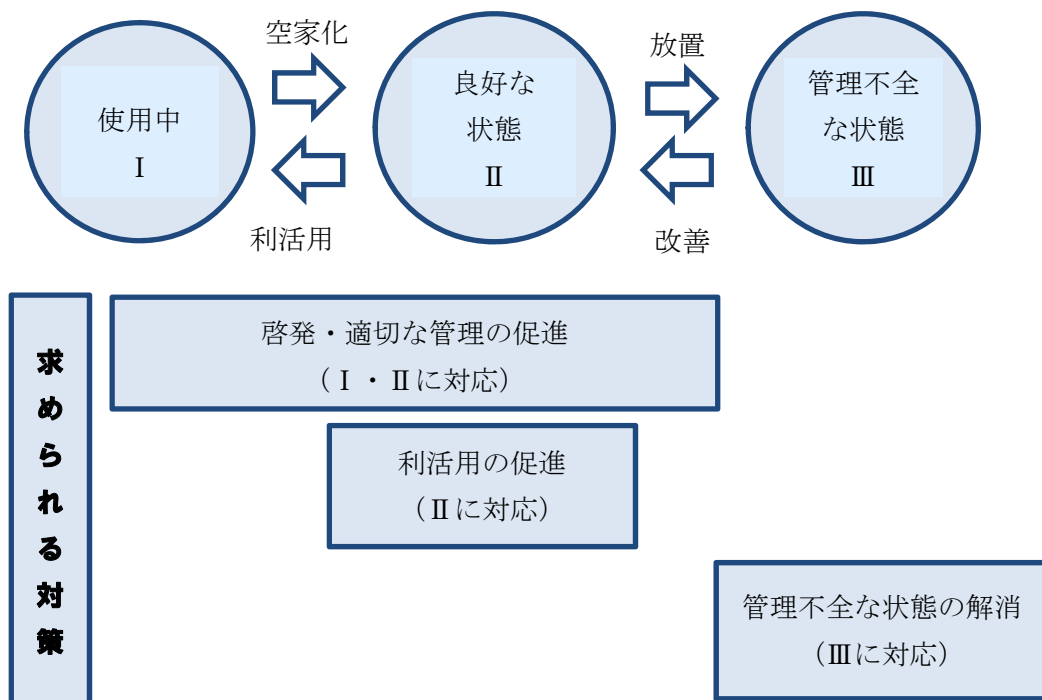 空家化
放置
使用中
Ⅰ
良好な
状態
Ⅱ
管理不全
な状態
Ⅲ
利活用
改善
求められる対策
啓発・適切な管理の促進
（Ⅰ・Ⅱに対応）
利活用の促進
（Ⅱに対応）
管理不全な状態の解消
（Ⅲに対応）